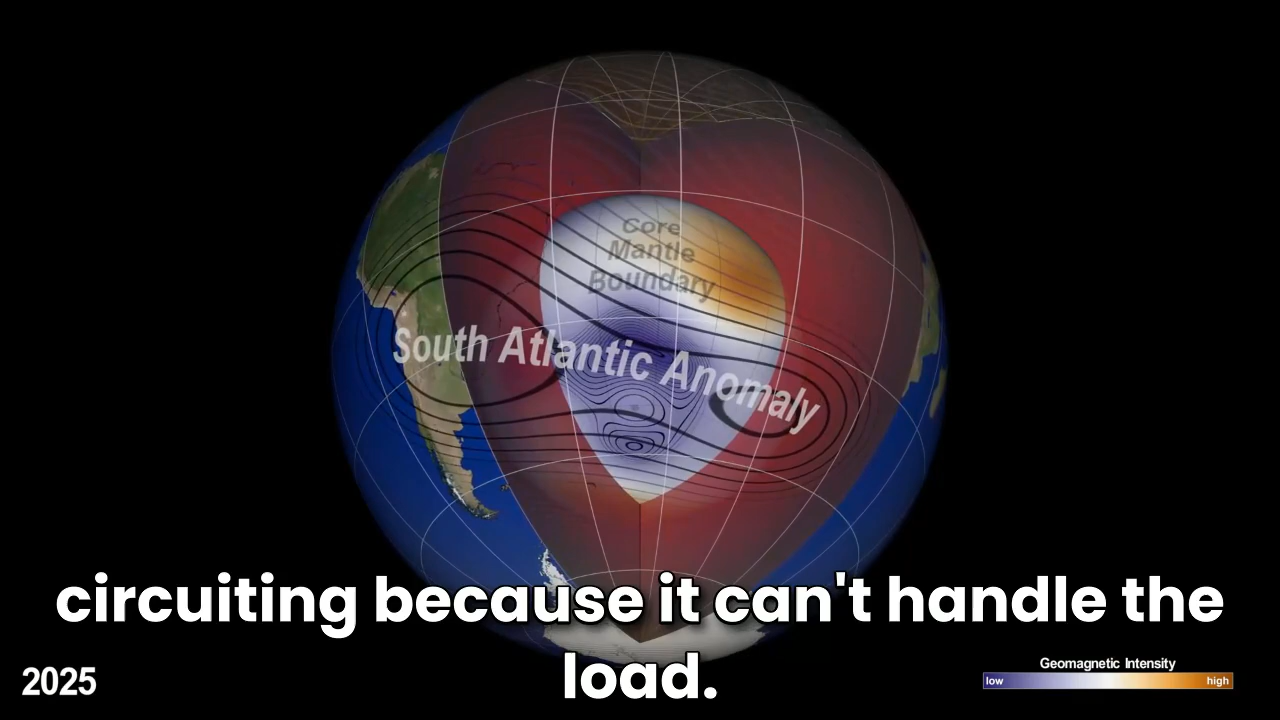 Core
Mantle
Boundary
South Atlantic Anomaly
circuiting because it can't handle the
load.
2025
Geomagnetic Intensity
low high